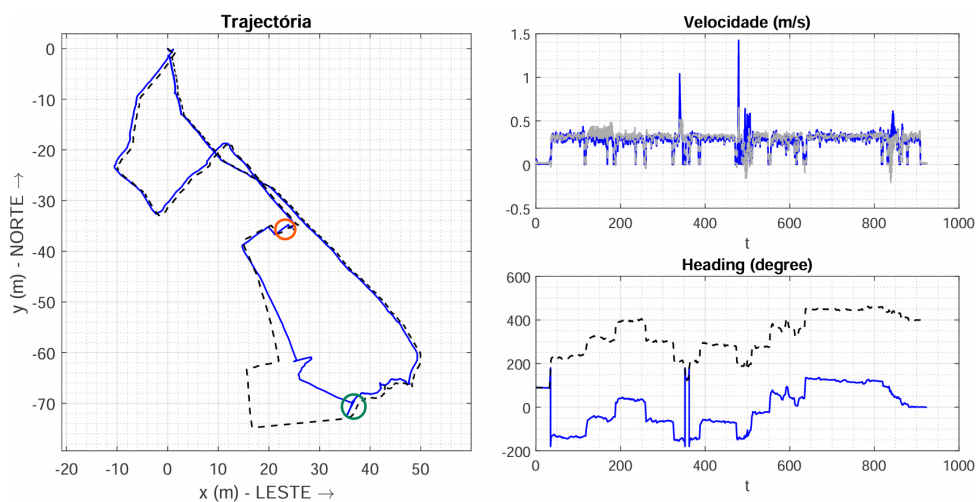 Trajectória
0
-10
-20
-30
-40
-50
-60
-70
y (m) - NORTE →
-20 -10 0 10 20 30 40 50
x (m) - LESTE →
Velocidade (m/s)
1.5
1
0.5
0
-0.5
0 200 400 600 800 1000
t
Heading (degree)
600
400
200
0
-200
0 200 400 600 800 1000
t